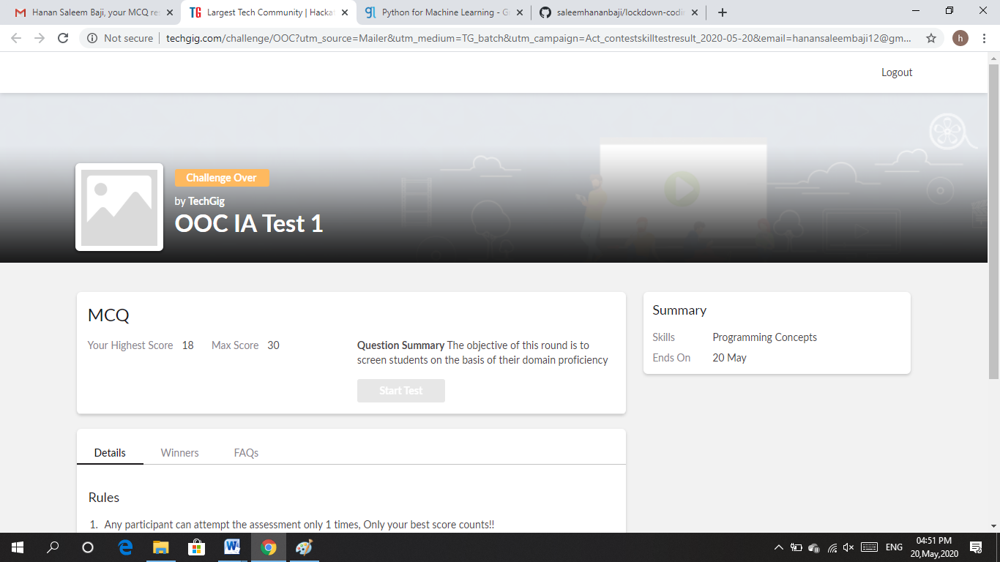 Hanan Saleem Baji, your MCQ re
TG Largest Tech Community | Hacka
gl Python for Machine Learning - G
saleemhananbaji/lockdown-codi
Not secure techgig.com/challenge/OOC?utm_source=Mailer&utm_medium=TG_batch&utm_campaign=Act_contestskilltestresult_2020-05-20&email=hanansaleembaji12@gm...
h
Logout
Challenge Over
by TechGig
OOC IA Test 1
MCQ
Your Highest Score 18 Max Score 30
Question Summary The objective of this round is to
screen students on the basis of their domain proficiency
Start Test
Summary
Skills Programming Concepts
Ends On 20 May
Details Winners FAQs
Rules
1. Any participant can attempt the assessment only 1 times, Only your best score counts!!
ENG
04:51 PM
20,May,2020